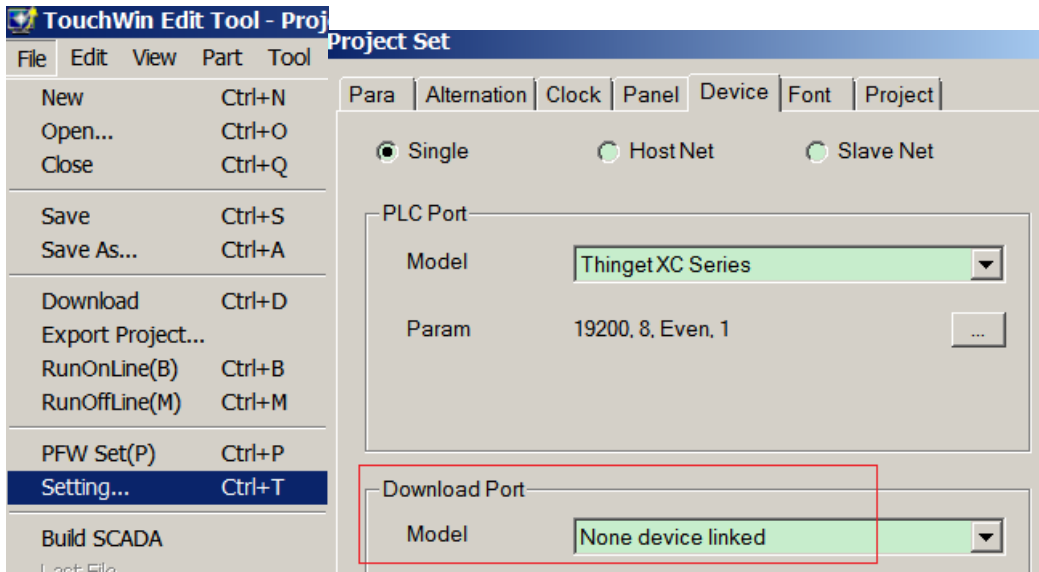 TouchWin Edit Tool - Proj
File Edit View Part Tool
New Ctrl+N
Open... Ctrl+O
Close Ctrl+Q
Save Ctrl+S
Save As... Ctrl+A
Download Ctrl+D
Export Project...
RunOnLine(B) Ctrl+B
RunOffLine(M) Ctrl+M
PFW Set(P) Ctrl+P
Setting... Ctrl+T
Build SCADA
Last File
Project Set
Para Alternation Clock Panel Device Font Project
Single Host Net Slave Net
PLC Port
Model Thinget XC Series
Param 19200, 8, Even, 1 ...
Download Port
Model None device linked